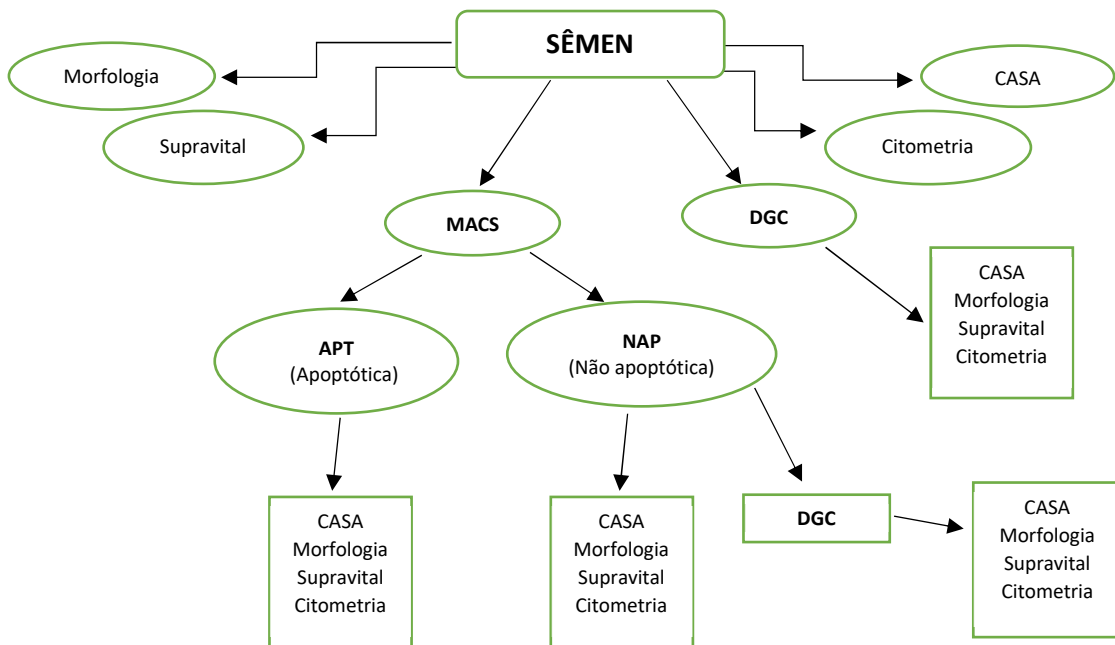 SÊMEN
Morfologia
CASA
Supravital
Citometria
MACS
DGC
CASA
Morfologia
Supravital
Citometria
APT
(Apoptótica)
NAP
(Não apoptótica)
CASA
Morfologia
Supravital
Citometria
CASA
Morfologia
Supravital
Citometria
DGC
CASA
Morfologia
Supravital
Citometria